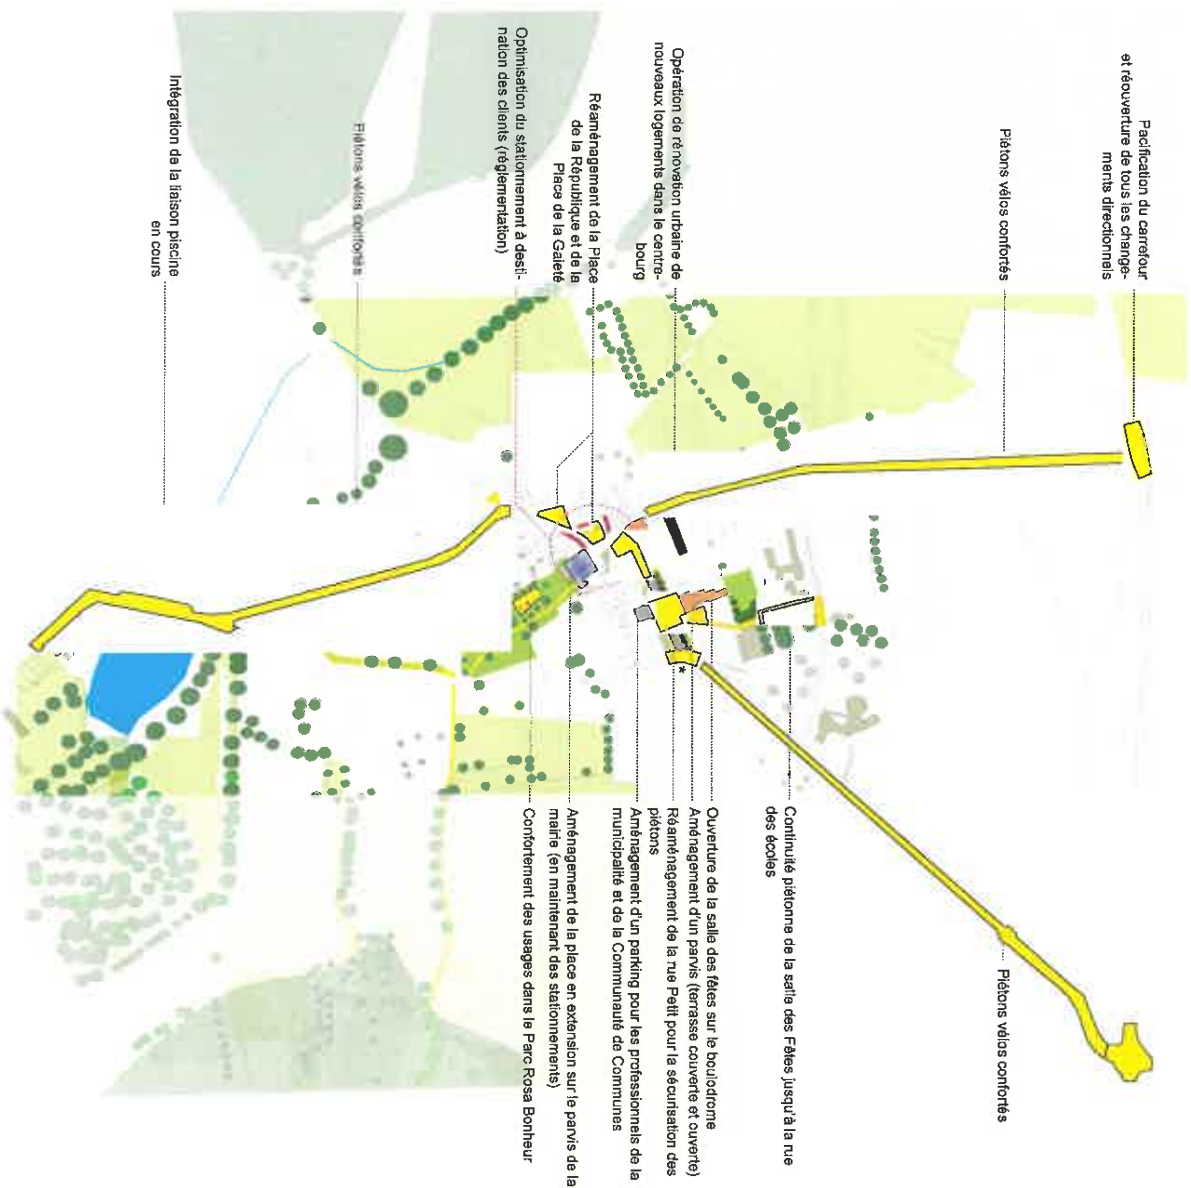 Pacification du carrefour
et réouverture de tous les change-
ments directionnels
Piétons vélos confortés
Opération de rénovation urbaine de
nouveaux logements dans le centre-
bourg
Réaménagement de la Place
de la République et de la
Place de la Gaieté
Optimisation du stationnement à desti-
nation des clients (réglementation)
Piétons vélos confortés
Intégration de la liaison piscine
en cours
Piétons vélos confortés
Continuité piétonne de la salle des Fêtes jusqu'à la rue
des écoles
Ouverture de la salle des fêtes sur le boulodrome
Aménagement d'un parvis (terrasse couverte et ouverte)
Réaménagement de la rue Petit pour la sécurisation des
piétons
Aménagement d'un parking pour les professionnels de la
municipalité et de la Communauté de Communes
Aménagement de la place en extension sur le parvis de la
mairie (en maintenant des stationnements)
Confortement des usages dans le Parc Rosa Bonheur